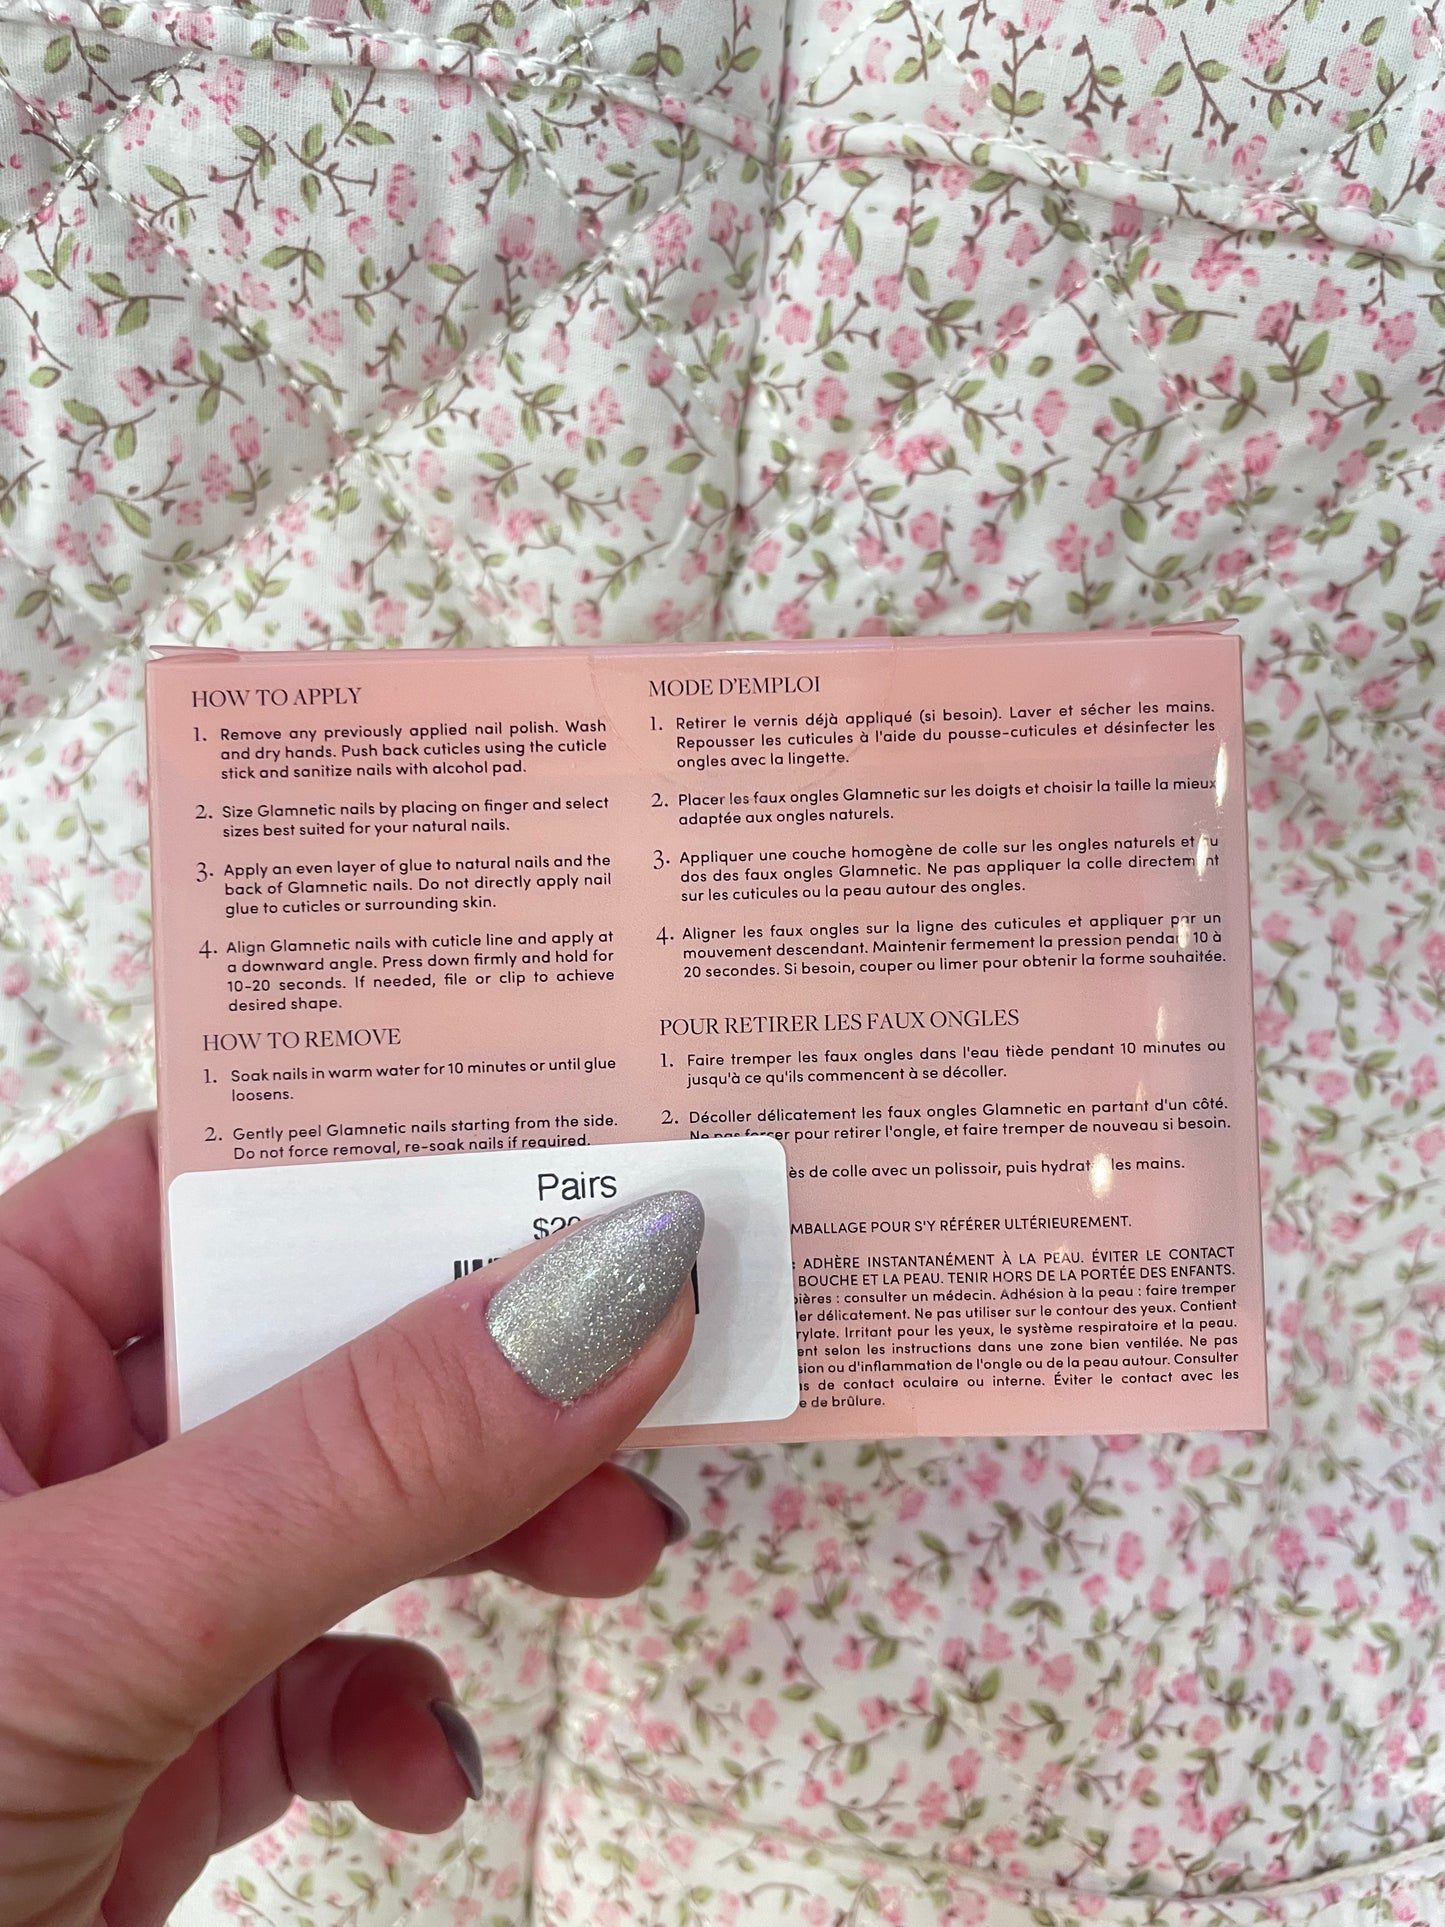 HOW TO APPLY
1. Remove any previously applied nail polish. Wash
and dry hands. Push back cuticles using the cuticle
stick and sanitize nails with alcohol pad.
2. Size Glamnetic nails by placing on finger and select
sizes best suited for your natural nails.
3. Apply an even layer of glue to natural nails and the
back of Glamnetic nails. Do not directly apply nail
glue to cuticles or surrounding skin.
4. Align Glamnetic nails with cuticle line and apply at
a downward angle. Press down firmly and hold for
10-20 seconds. If needed, file or clip to achieve
desired shape.
HOW TO REMOVE
1. Soak nails in warm water for 10 minutes or until glue
loosens.
2. Gently peel Glamnetic nails starting from the side.
Do not force removal, re-soak nails if required.
MODE D'EMPLOI
1. Retirer le vernis déjà appliqué (si besoin). Laver et sécher les mains.
Repousser les cuticules à l'aide du pousse-cuticules et désinfecter les
ongles avec la lingette.
2. Placer les faux ongles Glamnetic sur les doigts et choisir la taille la mieux
adaptée aux ongles naturels.
3. Appliquer une couche homogène de colle sur les ongles naturels et au
dos des faux ongles Glamnetic. Ne pas appliquer la colle directement
sur les cuticules ou la peau autour des ongles.
4. Aligner les faux ongles sur la ligne des cuticules et appliquer par un
mouvement descendant. Maintenir fermement la pression pendant 10 à
20 secondes. Si besoin, couper ou limer pour obtenir la forme souhaitée.
POUR RETIRER LES FAUX ONGLES
1. Faire tremper les faux ongles dans l'eau tiède pendant 10 minutes ou
jusqu'à ce qu'ils commencent à se décoller.
2. Décoller délicatement les faux ongles Glamnetic en partant d'un côté.
Ne pas forcer pour retirer l'ongle, et faire tremper de nouveau si besoin.
de colle avec un polissoir, puis hydrater les mains.
POUR S'Y RÉFÉRER ULTÉRIEUREMENT.
: ADHÈRE INSTANTANÉMENT À LA PEAU. ÉVITER LE CONTACT
BOUCHE ET LA PEAU. TENIR HORS DE LA PORTÉE DES ENFANTS.
: consulter un médecin. Adhésion à la peau : faire tremper
délicatement. Ne pas utiliser sur le contour des yeux. Contient
Irritant pour les yeux, le système respiratoire et la peau.
selon les instructions dans une zone bien ventilée. Ne pas
ou d'inflammation de l'ongle ou de la peau autour. Consulter
de contact oculaire ou interne. Éviter le contact avec les
de brûlure.
Pairs